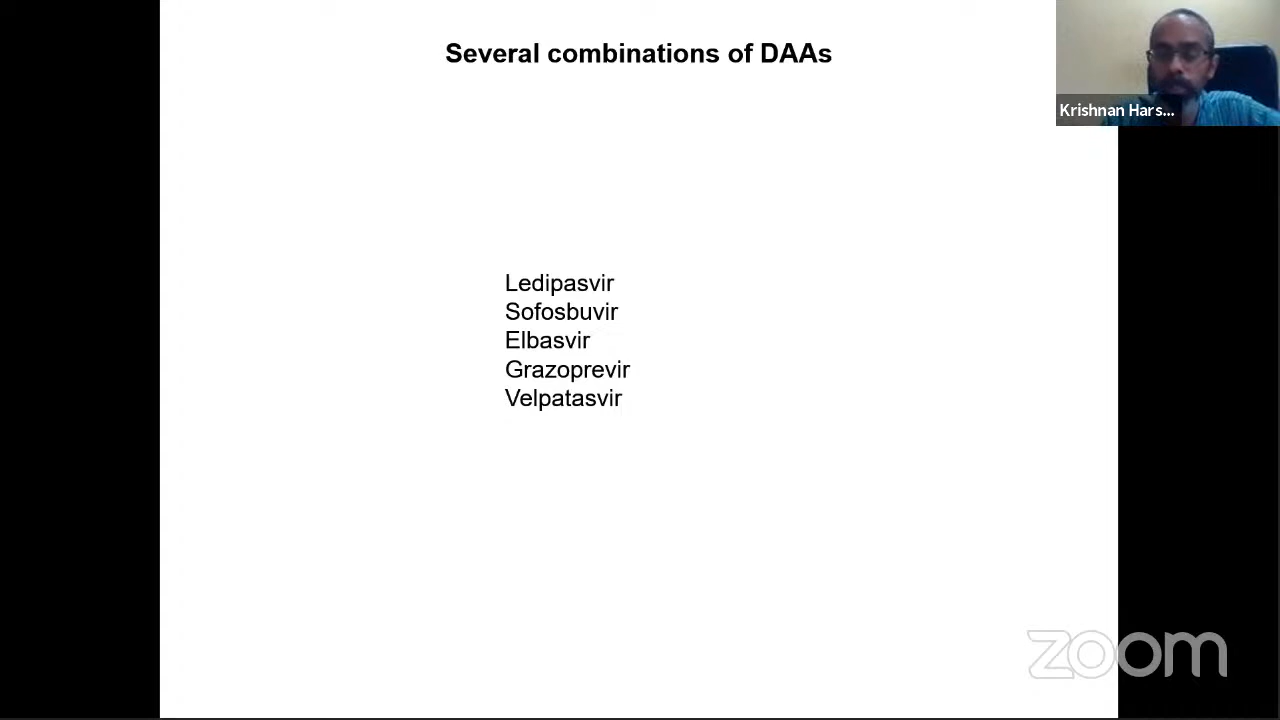 Several combinations of DAAs
Krishnan Hars...
Ledipasvir
Sofosbuvir
Elbasvir
Grazoprevir
Velpatasvir
zoom